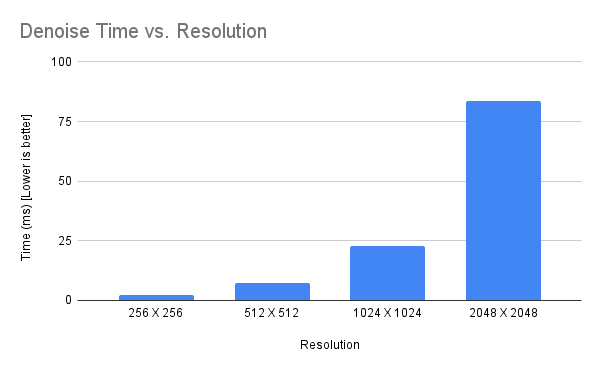 Denoise Time vs. Resolution
Time (ms) [Lower is better]
100
75
50
25
0
256 X 256
512 X 512
1024 X 1024
2048 X 2048
Resolution